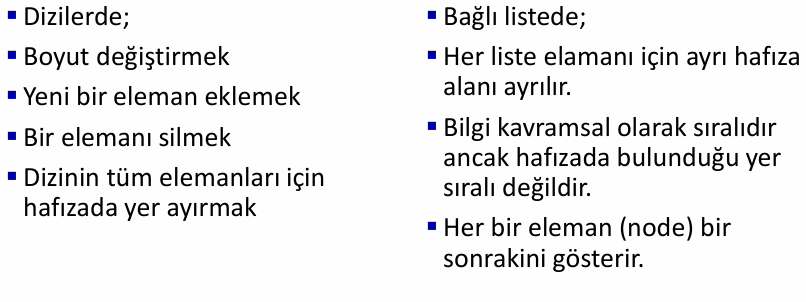 ▪ Dizilerde;
▪ Boyut değiştirmek
▪ Yeni bir eleman eklemek
▪ Bir elemanı silmek
▪ Dizinin tüm elemanları için
hafızada yer ayırmak
▪ Bağlı listede;
▪ Her liste elamanı için ayrı hafıza
alanı ayrılır.
▪ Bilgi kavramsal olarak sıralıdır
ancak hafızada bulunduğu yer
sıralı değildir.
▪ Her bir eleman (node) bir
sonrakini gösterir.